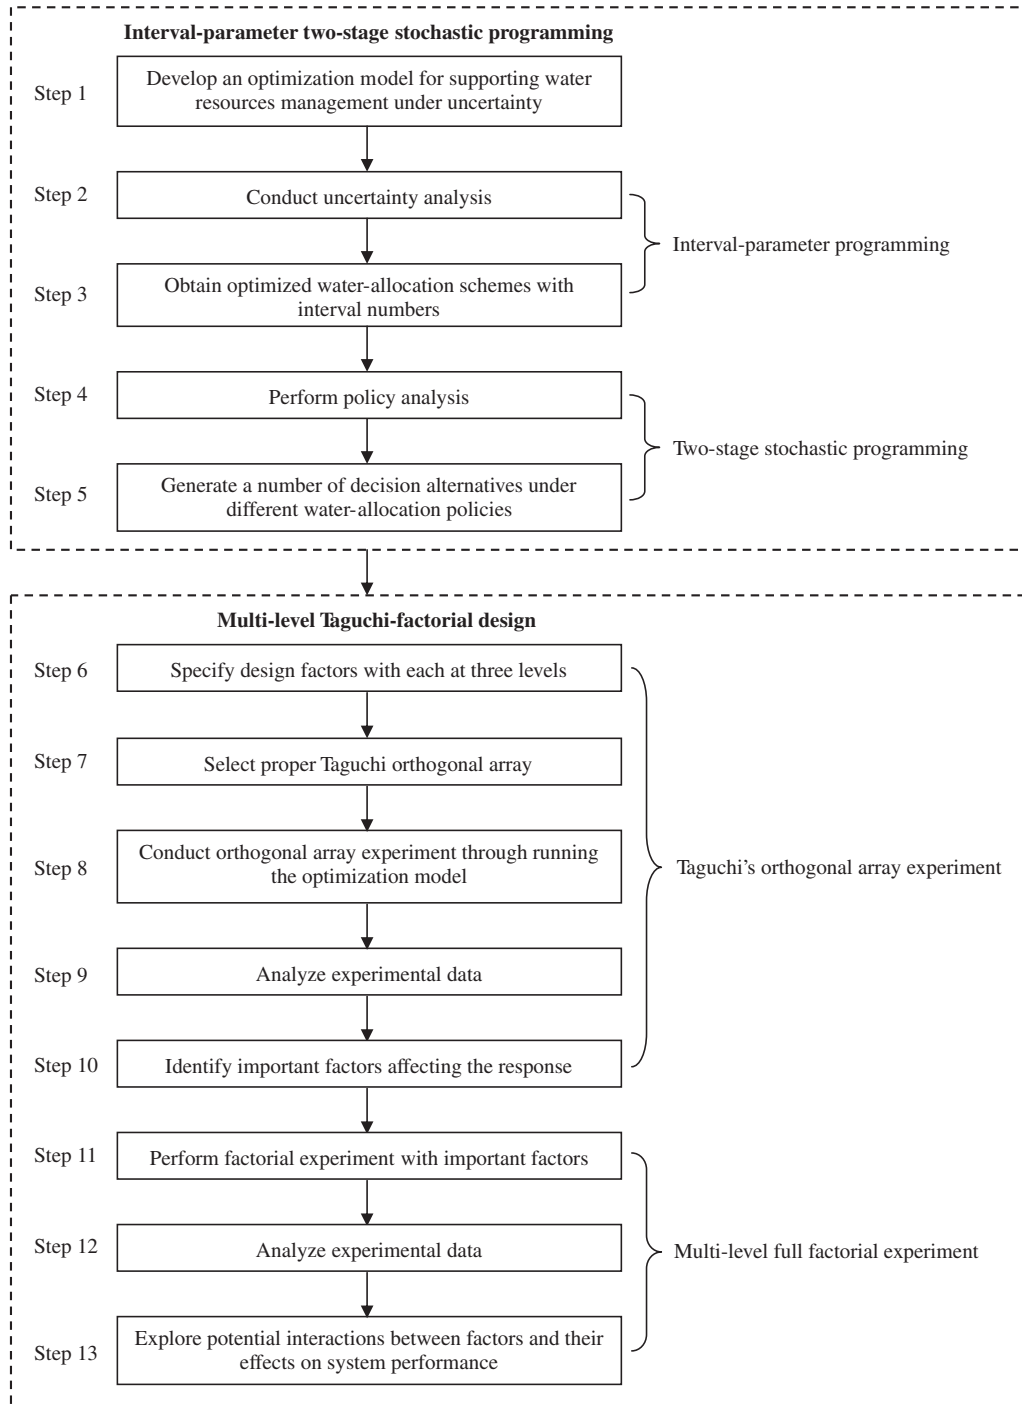 Interval-parameter two-stage stochastic programming
Step 1
Develop an optimization model for supporting water
resources management under uncertainty
Step 2
Conduct uncertainty analysis
Interval-parameter programming
Step 3
Obtain optimized water-allocation schemes with
interval numbers
Step 4
Perform policy analysis
Two-stage stochastic programming
Step 5
Generate a number of decision alternatives under
different water-allocation policies
Multi-level Taguchi-factorial design
Step 6
Specify design factors with each at three levels
Step 7
Select proper Taguchi orthogonal array
Step 8
Conduct orthogonal array experiment through running
the optimization model
Taguchi’s orthogonal array experiment
Step 9
Analyze experimental data
Step 10
Identify important factors affecting the response
Step 11
Perform factorial experiment with important factors
Step 12
Analyze experimental data
Multi-level full factorial experiment
Step 13
Explore potential interactions between factors and their
effects on system performance